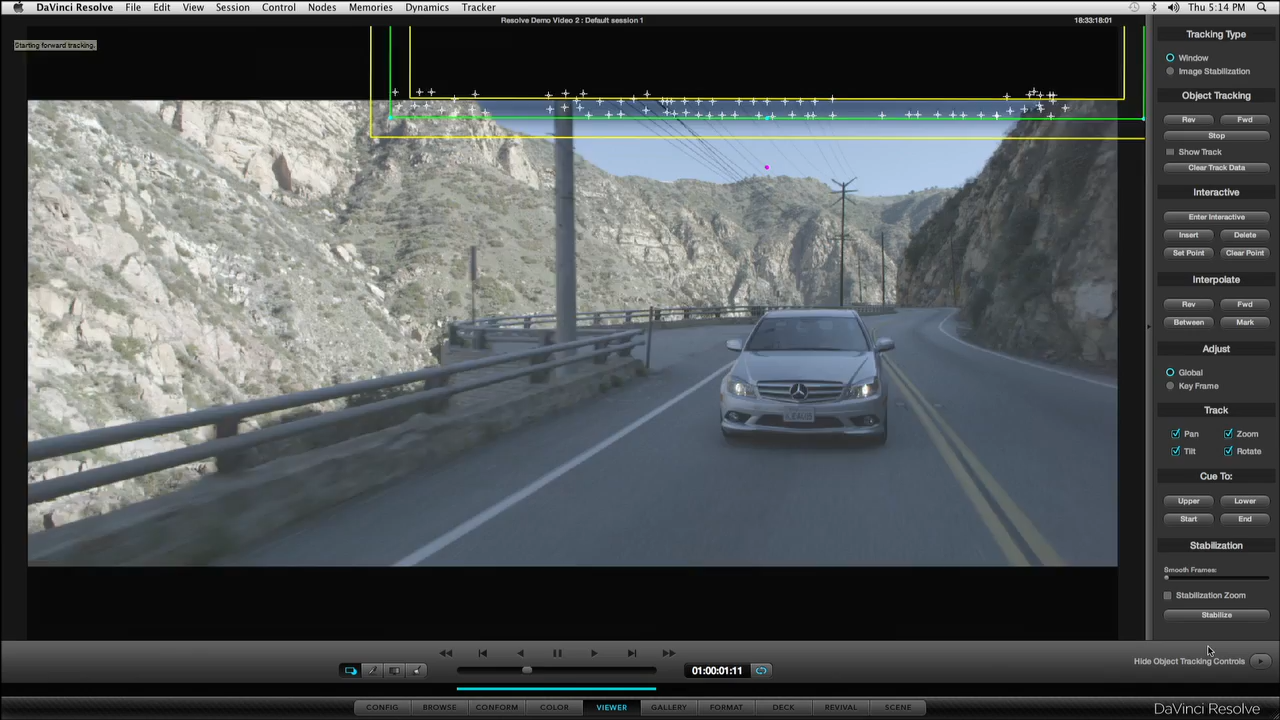 DaVinci Resolve File Edit View Session Control Nodes Memories Dynamics Tracker Thu 5:14 PM
Resolve Demo Video 2 : Default session 1 18:33:18:01
Starting forward tracking.
Tracking Type
Window
Image Stabilization
Object Tracking
Rev Fwd
Stop
Show Track
Clear Track Data
Interactive
Enter Interactive
Insert Delete
Set Point Clear Point
Interpolate
Rev Fwd
Between Mark
Adjust
Global
Key Frame
Track
Pan Zoom
Tilt Rotate
Cue To:
Upper Lower
Start End
Stabilization
Smooth Frames:
Stabilization Zoom
Stabilize
Hide Object Tracking Controls
01:00:01:11
CONFIG BROWSE CONFORM COLOR VIEWER GALLERY FORMAT DECK REVIVAL SCENE
DaVinci Resolve